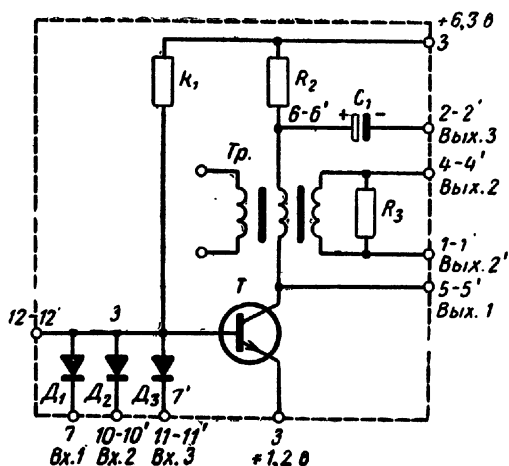 +6,3 в
3
R₁
R₂
6-6'
C₁
+ -
2-2'
Вых.3
Тр.
4-4'
Вых.2
R₃
1-1'
Вых.2'
Т
5-5'
Вых.1
12-12'
3
Д₁
Д₂
Д₃
7'
7
Вх.1
10-10'
Вх.2
11-11'
Вх.3
3
+1,2 в